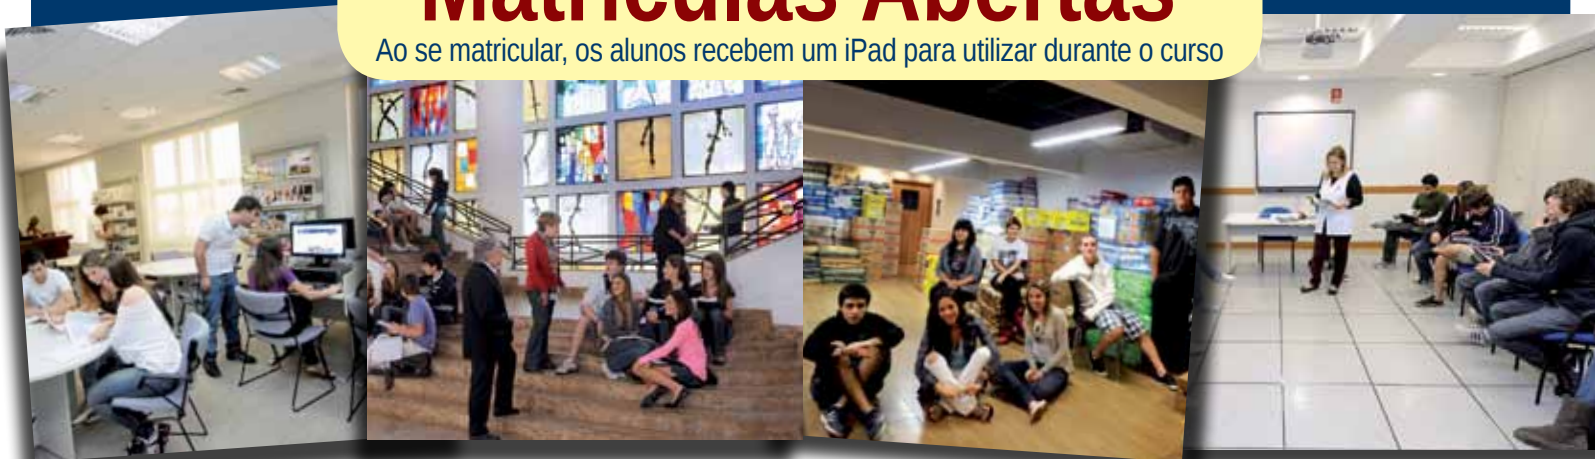 Matrículas Abertas
Ao se matricular, os alunos recebem um iPad para utilizar durante o curso